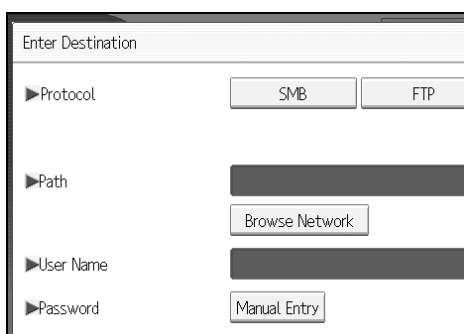 Enter Destination
▶Protocol SMB FTP
▶Path
Browse Network
▶User Name
▶Password Manual Entry